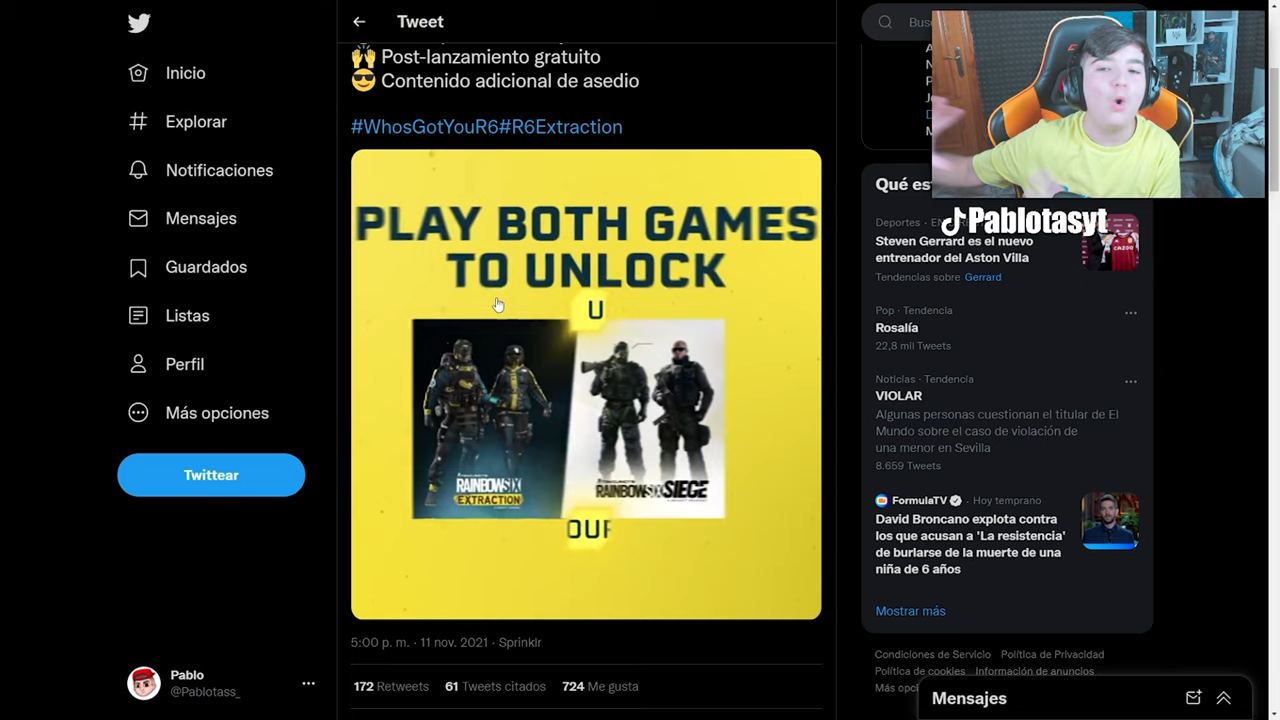 Tweet
Inicio
Explorar
Notificaciones
Mensajes
Guardados
Listas
Perfil
Más opciones
Twittear
Pablo
@Pablotass_
Post-lanzamiento gratuito
Contenido adicional de asedio
#WhosGotYouR6#R6Extraction
PLAY BOTH GAMES
TO UNLOCK
U
RAINBOW SIX
EXTRACTION
RAINBOW SIX SIEGE
OUR
5:00 p. m. · 11 nov. 2021 · Sprinklr
172 Retweets 61 Tweets citados 724 Me gusta
Pablotasyt
Deportes
Steven Gerrard es el nuevo
entrenador del Aston Villa
Tendencias sobre Gerrard
Pop · Tendencia
Rosalía
22,8 mil Tweets
Noticias · Tendencia
VIOLAR
Algunas personas cuestionan el titular de El
Mundo sobre el caso de violación de
una menor en Sevilla
8.659 Tweets
FormulaTV · Hoy temprano
David Broncano explota contra
los que acusan a 'La resistencia'
de burlarse de la muerte de una
niña de 6 años
Mostrar más
Condiciones de Servicio Política de Privacidad
Política de cookies Información de anuncios
Mensajes